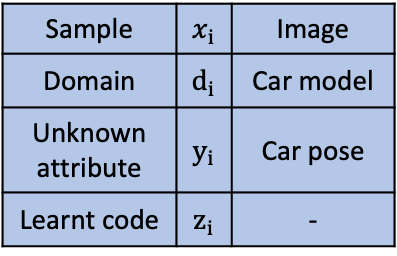 Sample xᵢ Image
Domain dᵢ Car model
Unknown
attribute yᵢ Car pose
Learnt code zᵢ -